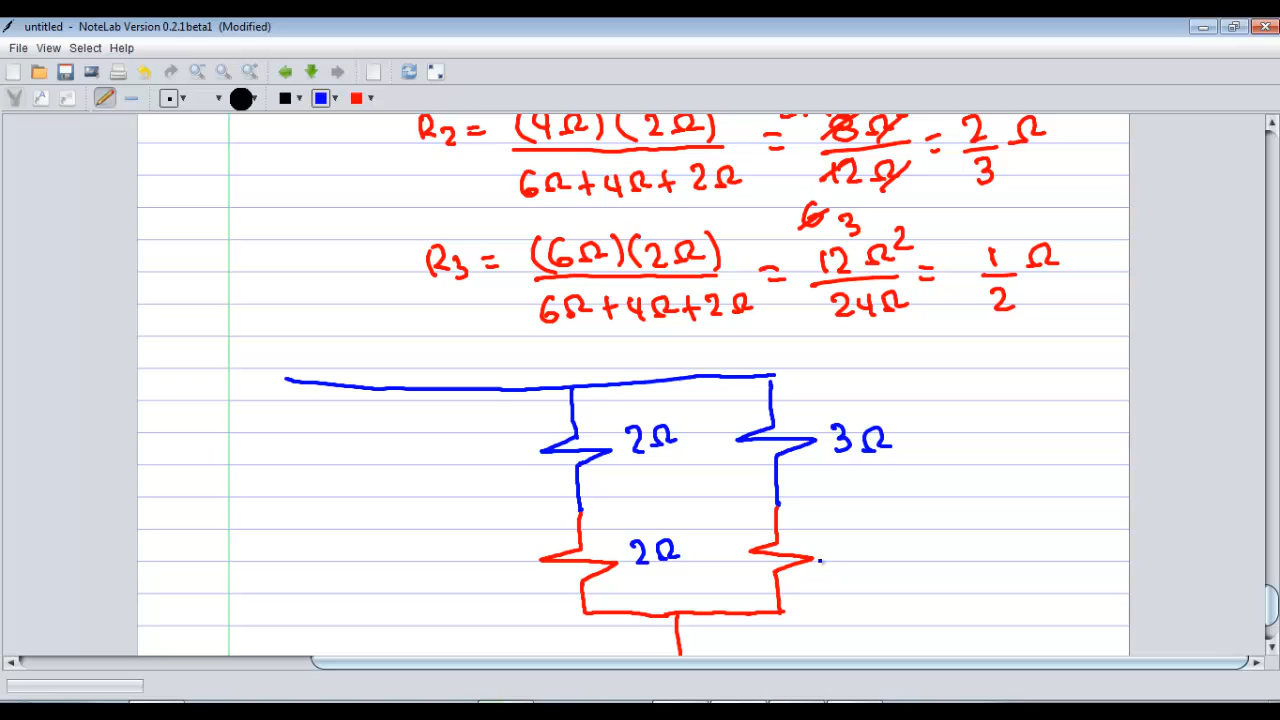 untitled - NoteLab Version 0.2.1beta1 (Modified)
File View Select Help
R2 = (4Ω)(2Ω) / 6Ω+4Ω+2Ω = 8Ω² / 12Ω = 2/3 Ω
6 3
R3 = (6Ω)(2Ω) / 6Ω+4Ω+2Ω = 12Ω² / 24Ω = 1/2 Ω
2Ω 3Ω
2Ω